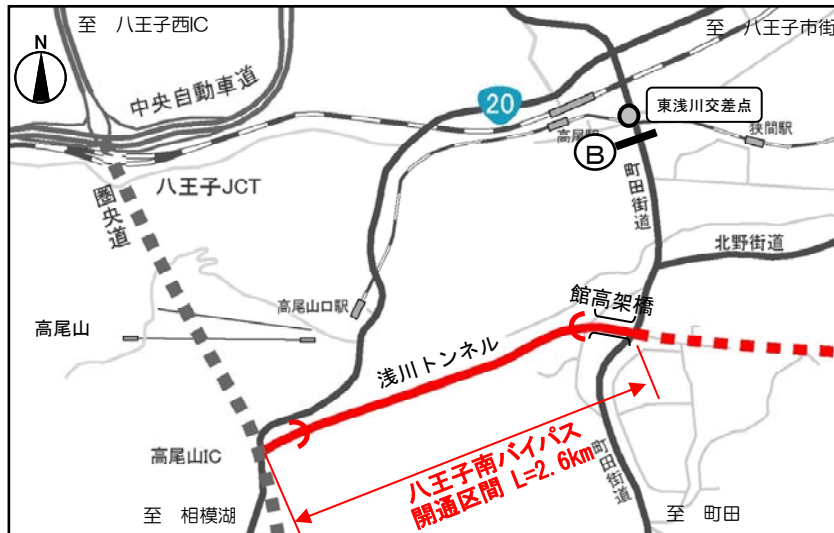 至 八王子西IC
至 八王子市街
N
中央自動車道
20
東浅川交差点
高尾駅
狭間駅
B
八王子JCT
圏央道
町田街道
北野街道
高尾山口駅
館高架橋
高尾山
浅川トンネル
高尾山IC
八王子南バイパス
開通区間 L=2.6km
町田街道
至 相模湖
至 町田